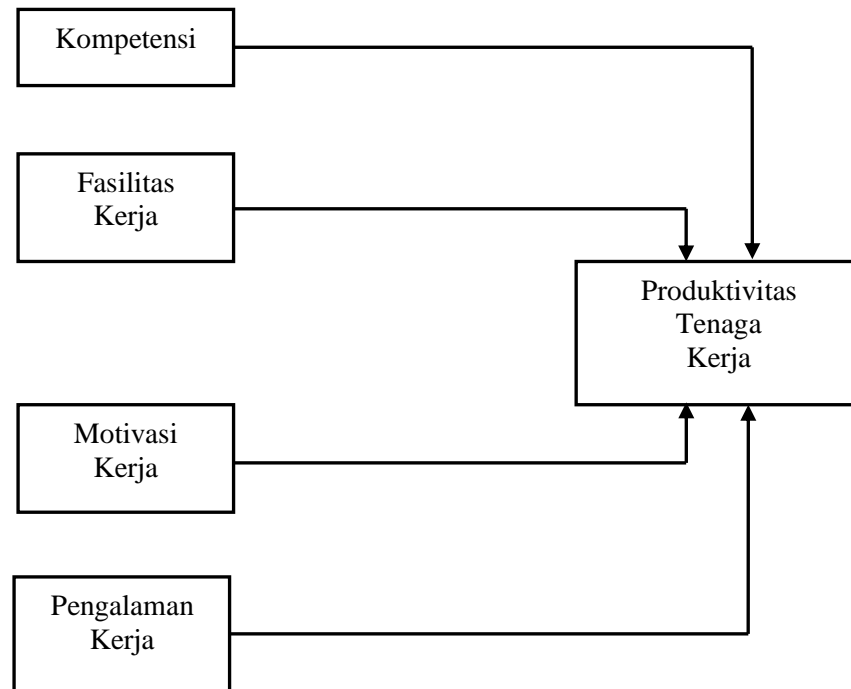 Kompetensi
Fasilitas
Kerja
Produktivitas
Tenaga
Kerja
Motivasi
Kerja
Pengalaman
Kerja